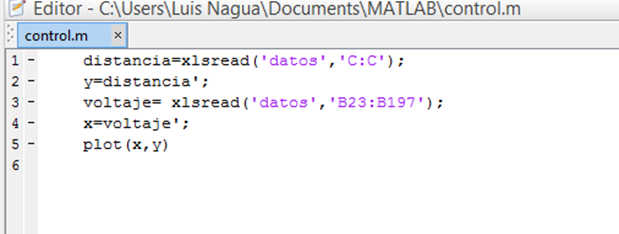 Editor - C:\Users\Luis Nagua\Documents\MATLAB\control.m
control.m ×
1 - distancia=xlsread('datos','C:C');
2 - y=distancia';
3 - voltaje= xlsread('datos','B23:B197');
4 - x=voltaje';
5 - plot(x,y)
6